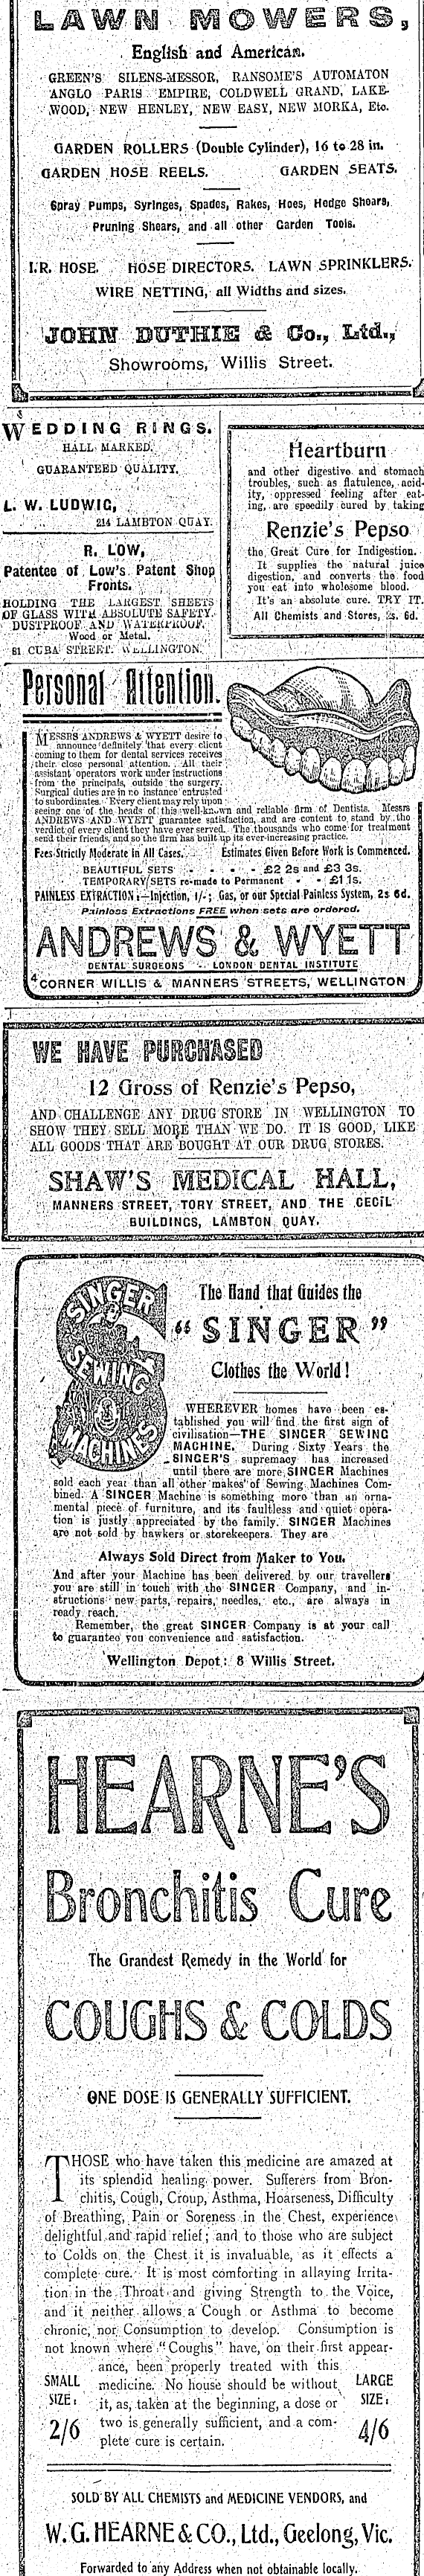 LAWN MOWERS,
English and American.
GREEN'S SILENS-MESSOR, RANSOME'S AUTOMATON
ANGLO PARIS EMPIRE, COLDWELL GRAND, LAKE-
WOOD, NEW HENLEY, NEW EASY, NEW MORKA, Etc.
GARDEN ROLLERS (Double Cylinder), 16 to 28 in.
GARDEN HOSE REELS. GARDEN SEATS.
Spray Pumps, Syringes, Spades, Rakes, Hoes, Hedge Shears,
Pruning Shears, and all other Garden Tools.
I.R. HOSE. HOSE DIRECTORS. LAWN SPRINKLERS.
WIRE NETTING, all Widths and sizes.
JOHN DUTHIE & Co., Ltd.,
Showrooms, Willis Street.
WEDDING RINGS.
HALL MARKED.
GUARANTEED QUALITY.
L. W. LUDWIG,
214 LAMBTON QUAY.
R. LOW,
Patentee of Low's Patent Shop
Fronts.
HOLDING THE LARGEST SHEETS
OF GLASS WITH ABSOLUTE SAFETY.
DUSTPROOF AND WATERPROOF.
Wood or Metal.
81 CUBA STREET. WELLINGTON.
Heartburn
and other digestive and stomach
troubles, such as flatulence, acid-
ity, oppressed feeling after eat-
ing, are speedily cured by taking
Renzie's Pepso
the Great Cure for Indigestion.
It supplies the natural juice
digestion, and converts the food
you eat into wholesome blood.
It's an absolute cure. TRY IT.
All Chemists and Stores, 2s. 6d.
Personal Attention.
MESSRS ANDREWS & WYETT desire to
announce definitely that every client
coming to them for dental services receives
their close personal attention. All their
assistant operators work under instructions
from the principals, outside the surgery.
Surgical duties are in no instance entrusted
to subordinates. Every client may rely upon
seeing one of the heads of this well-known and reliable firm of Dentists. Messrs
ANDREWS AND WYETT guarantee satisfaction, and are content to stand by the
verdict of every client they have ever served. The thousands who come for treatment
send their friends, and so the firm has built up its ever-increasing practice.
Fees Strictly Moderate in All Cases. Estimates Given Before Work is Commenced.
BEAUTIFUL SETS - - - - £2 2s and £3 3s.
TEMPORARY SETS re-made to Permanent - - £1 1s.
PAINLESS EXTRACTION:—Injection, 1/-; Gas, or our Special Painless System, 2s 6d.
Painless Extractions FREE when sets are ordered.
ANDREWS & WYETT
DENTAL SURGEONS - LONDON DENTAL INSTITUTE
4 CORNER WILLIS & MANNERS STREETS, WELLINGTON
WE HAVE PURCHASED
12 Gross of Renzie's Pepso,
AND CHALLENGE ANY DRUG STORE IN WELLINGTON TO
SHOW THEY SELL MORE THAN WE DO. IT IS GOOD, LIKE
ALL GOODS THAT ARE BOUGHT AT OUR DRUG STORES.
SHAW'S MEDICAL HALL,
MANNERS STREET, TORY STREET, AND THE CECIL
BUILDINGS, LAMBTON QUAY.
SINGER
SEWING
MACHINES
The Hand that Guides the
"SINGER"
Clothes the World!
WHEREVER homes have been es-
tablished you will find the first sign of
civilisation—THE SINGER SEWING
MACHINE. During Sixty Years the
SINGER'S supremacy has increased
until there are more SINGER Machines
sold each year than all other makes of Sewing Machines Com-
bined. A SINGER Machine is something more than an orna-
mental piece of furniture, and its faultless and quiet opera-
tion is justly appreciated by the family. SINGER Machines
are not sold by hawkers or storekeepers. They are
Always Sold Direct from Maker to You.
And after your Machine has been delivered by our travellers
you are still in touch with the SINGER Company, and in-
structions new parts, repairs, needles, etc., are always in
ready reach.
Remember, the great SINGER Company is at your call
to guarantee you convenience and satisfaction.
Wellington Depot: 8 Willis Street.
HEARNE'S
Bronchitis Cure
The Grandest Remedy in the World for
COUGHS & COLDS
ONE DOSE IS GENERALLY SUFFICIENT.
THOSE who have taken this medicine are amazed at
its splendid healing power. Sufferers from Bron-
chitis, Cough, Croup, Asthma, Hoarseness, Difficulty
of Breathing, Pain or Soreness in the Chest, experience
delightful and rapid relief; and to those who are subject
to Colds on the Chest it is invaluable, as it effects a
complete cure. It is most comforting in allaying Irrita-
tion in the Throat and giving Strength to the Voice,
and it neither allows a Cough or Asthma to become
chronic, nor Consumption to develop. Consumption is
not known where "Coughs" have, on their first appear-
ance, been properly treated with this
medicine. No house should be without
it, as, taken at the beginning, a dose or
two is generally sufficient, and a com-
plete cure is certain.
SMALL
SIZE:
2/6
LARGE
SIZE:
4/6
SOLD BY ALL CHEMISTS and MEDICINE VENDORS, and
W. G. HEARNE & CO., Ltd., Geelong, Vic.
Forwarded to any Address when not obtainable locally.